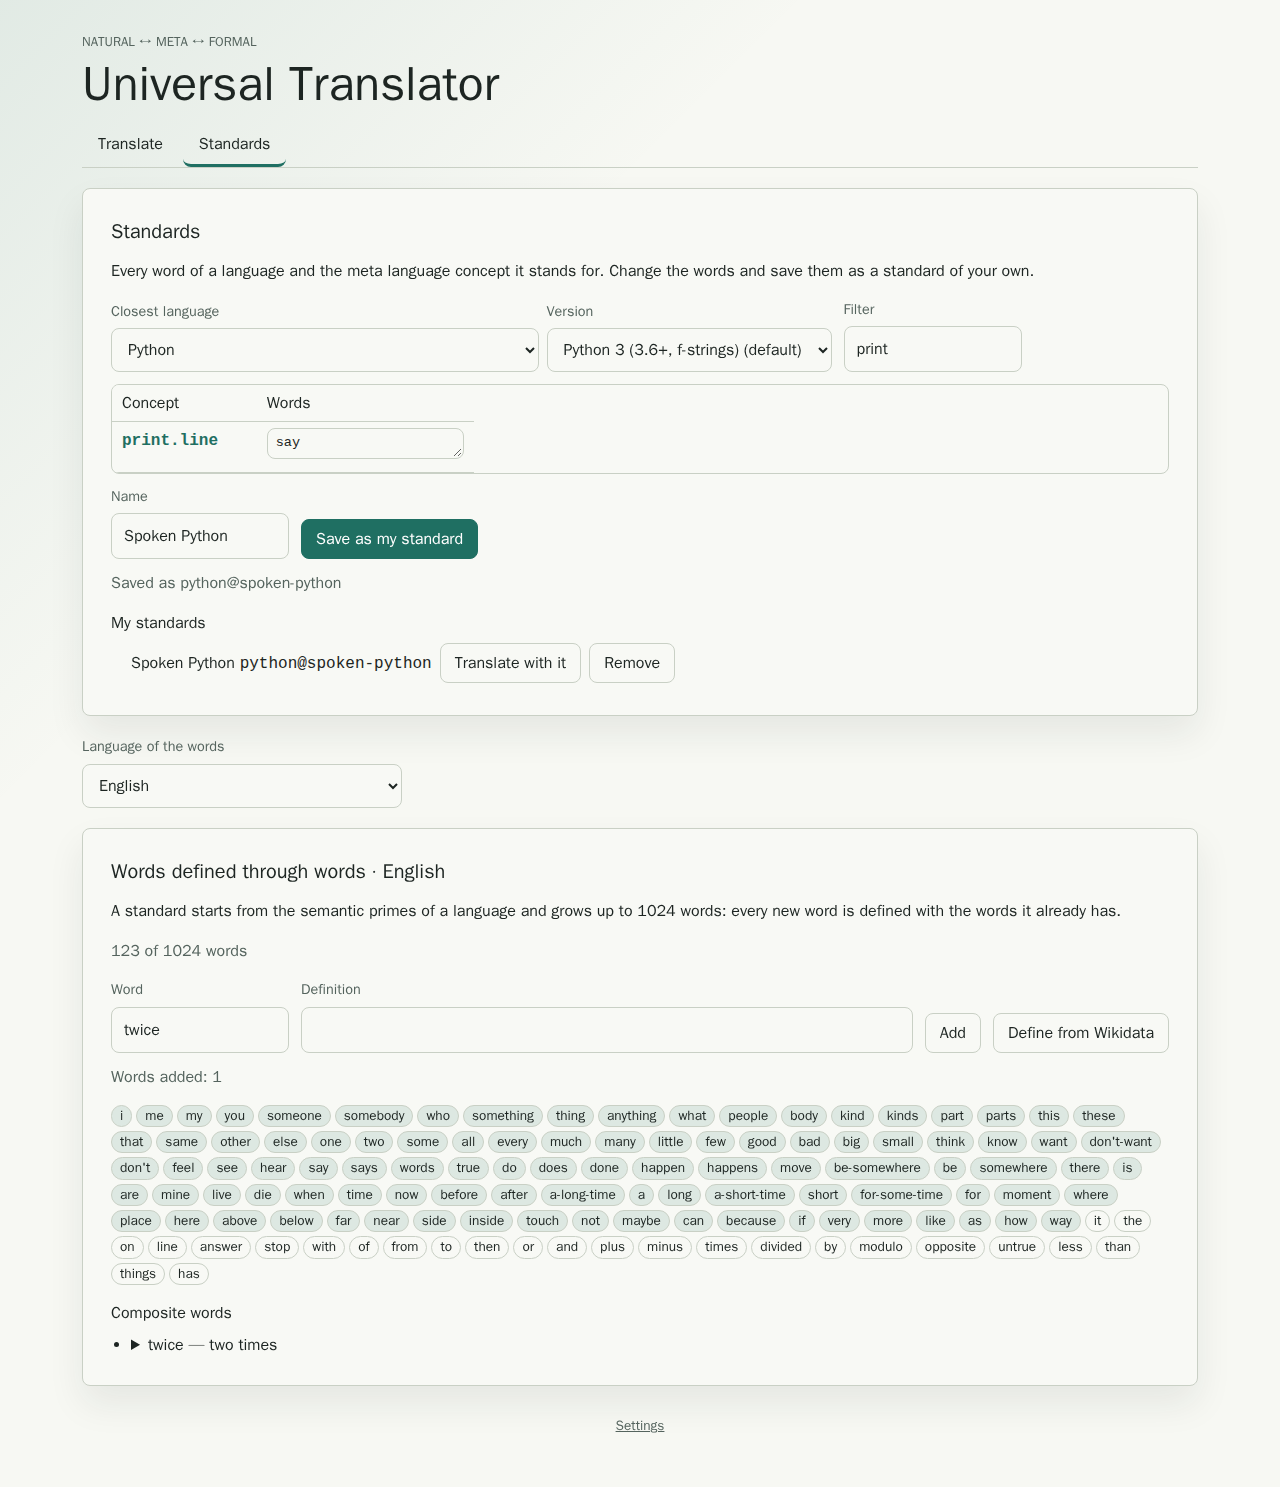 NATURAL ↔ META ↔ FORMAL
Universal Translator
Translate Standards
Standards
Every word of a language and the meta language concept it stands for. Change the words and save them as a standard of your own.
Closest language Version Filter
Python Python 3 (3.6+, f-strings) (default) print
Concept Words
print.line say
Name
Spoken Python Save as my standard
Saved as python@spoken-python
My standards
Spoken Python python@spoken-python Translate with it Remove
Language of the words
English
Words defined through words · English
A standard starts from the semantic primes of a language and grows up to 1024 words: every new word is defined with the words it already has.
123 of 1024 words
Word Definition
twice Add Define from Wikidata
Words added: 1
i me my you someone somebody who something thing anything what people body kind kinds part parts this these
that same other else one two some all every much many little few good bad big small think know want don't-want
don't feel see hear say says words true do does done happen happens move be-somewhere be somewhere there is
are mine live die when time now before after a-long-time a long a-short-time short for-some-time for moment where
place here above below far near side inside touch not maybe can because if very more like as how way it the
on line answer stop with of from to then or and plus minus times divided by modulo opposite untrue less than
things has
Composite words
twice — two times
Settings